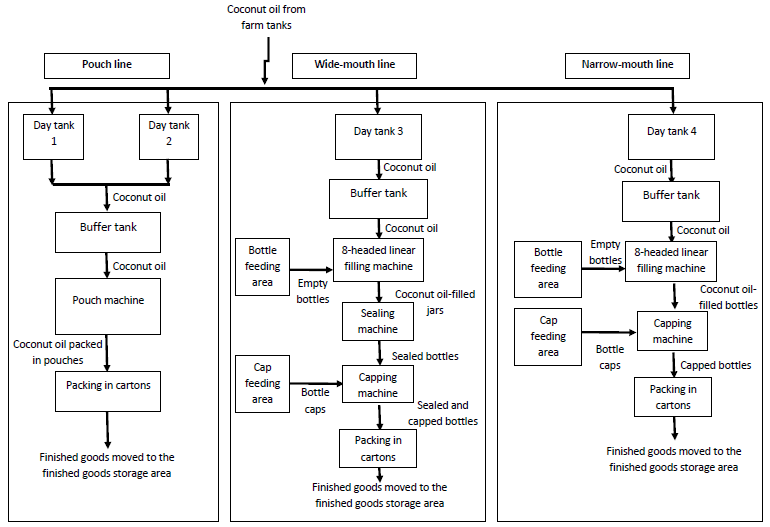 Coconut oil from
farm tanks
Pouch line
Wide-mouth line
Narrow-mouth line
Day tank
1
Day tank
2
Coconut oil
Buffer tank
Coconut oil
Pouch machine
Coconut oil packed
in pouches
Packing in cartons
Finished goods moved to the
finished goods storage area
Day tank 3
Coconut oil
Buffer tank
Coconut oil
Bottle
feeding
area
Empty
bottles
8-headed linear
filling machine
Coconut oil-filled
jars
Sealing
machine
Sealed bottles
Cap
feeding
area
Bottle
caps
Capping
machine
Sealed and
capped bottles
Packing in
cartons
Finished goods moved to the
finished goods storage area
Day tank 4
Coconut oil
Buffer tank
Coconut oil
Bottle
feeding
area
Empty
bottles
8-headed linear
filling machine
Coconut oil-
filled bottles
Cap
feeding
area
Bottle
caps
Capping
machine
Capped bottles
Packing in
cartons
Finished goods moved to the
finished goods storage area